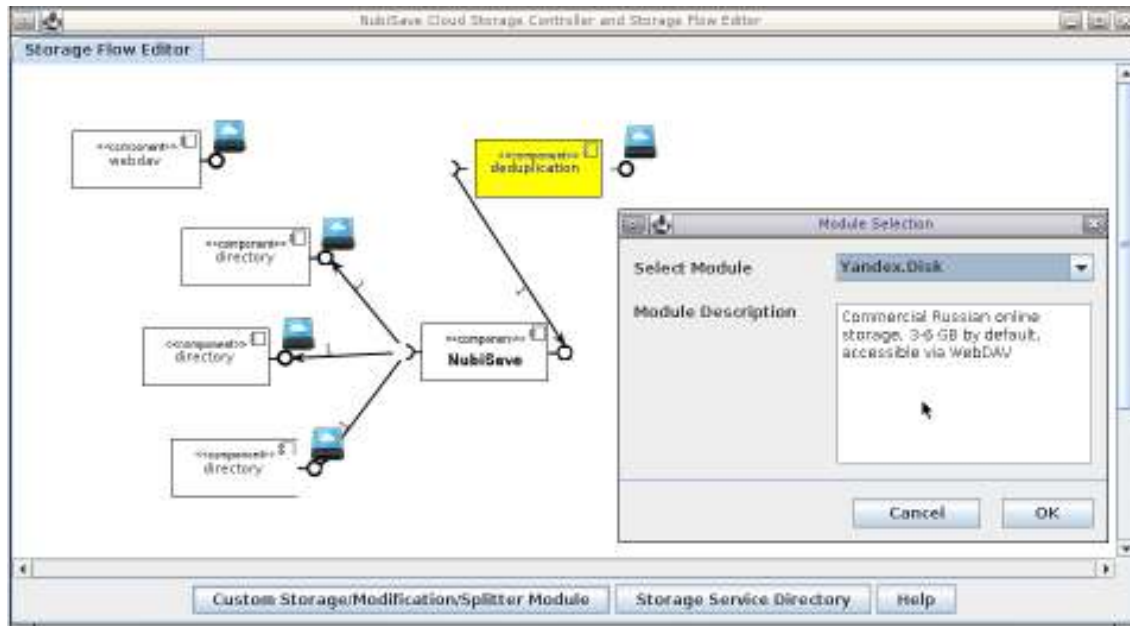 NubiSave Cloud Storage Controller and Storage Flow Editor
Storage Flow Editor
<<component>>
webdav
<<component>>
deduplication
<<component>>
directory
<<component>>
directory
<<component>>
NubiSave
<<component>>
directory
Module Selection
Select Module
Yandex.Disk
Module Description
Commercial Russian online
storage, 3-6 GB by default,
accessible via WebDAV
Cancel
OK
Custom Storage/Modification/Splitter Module
Storage Service Directory
Help